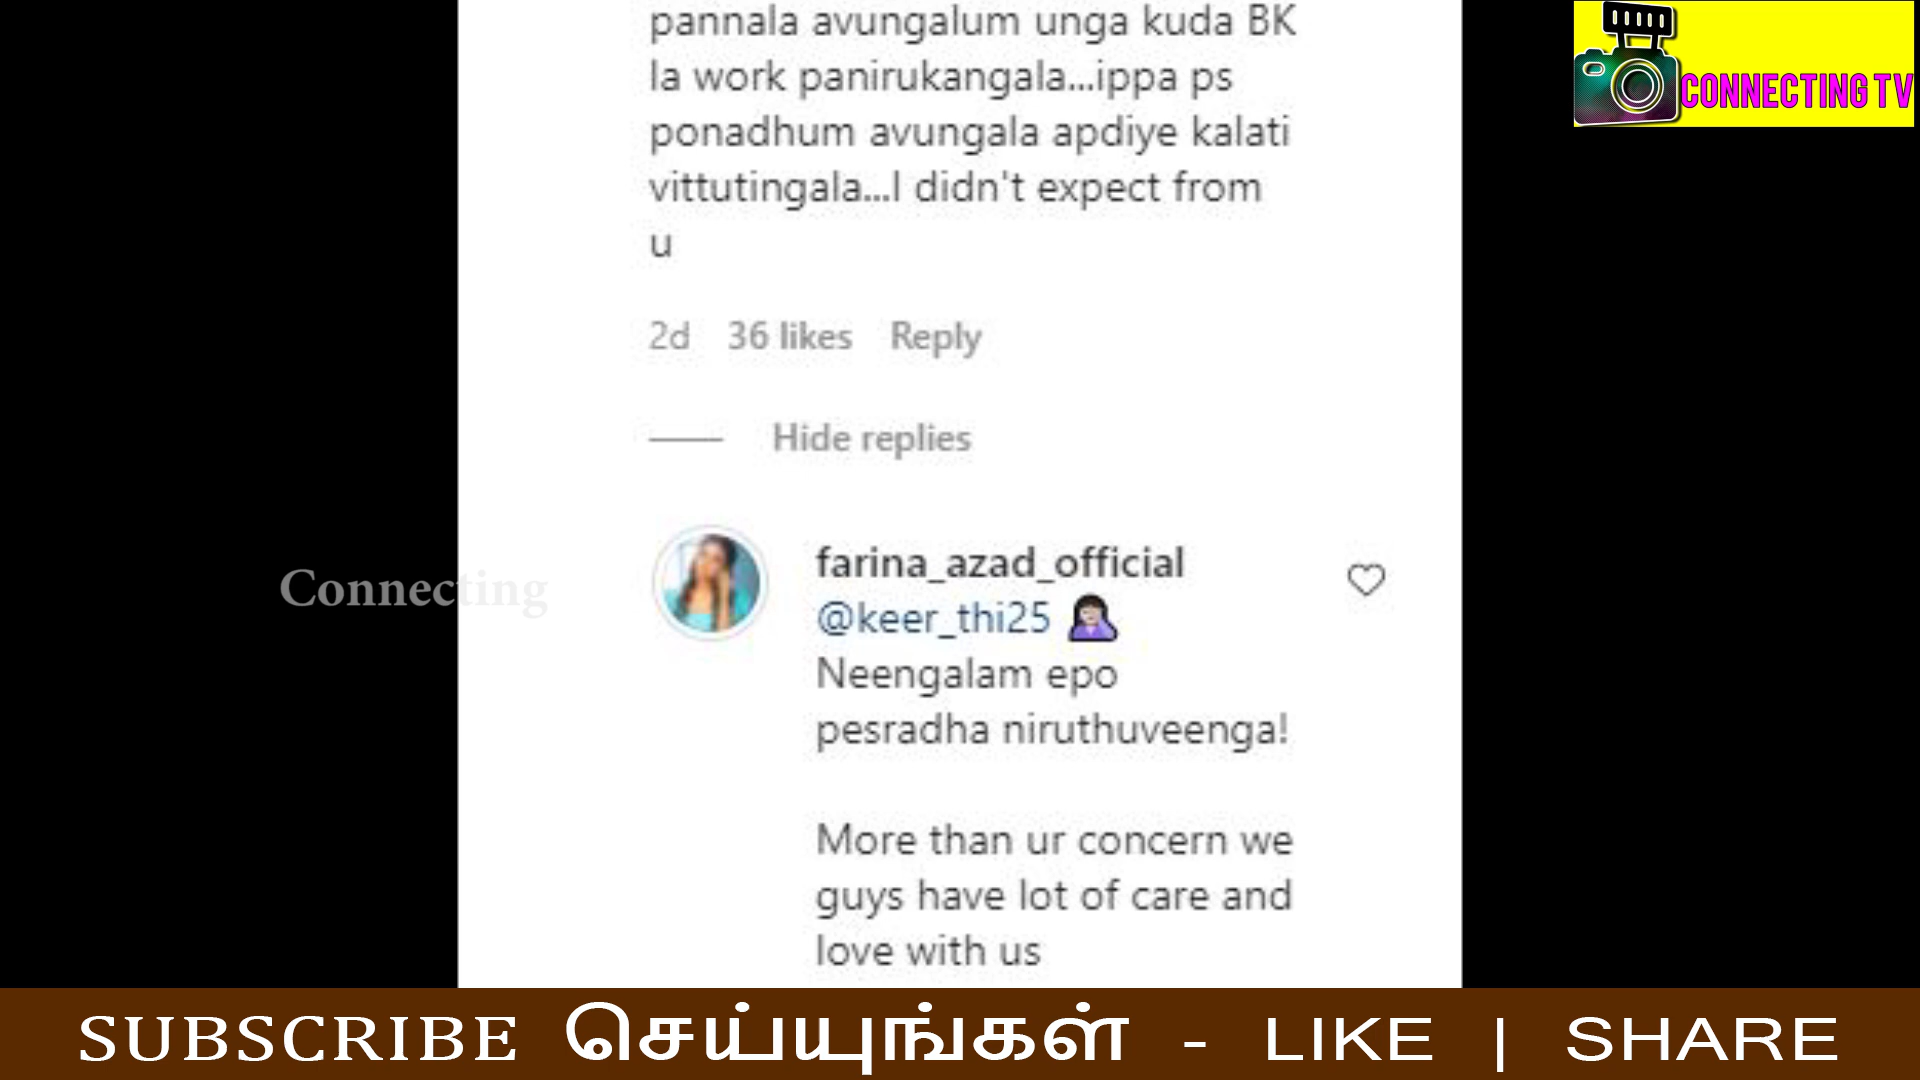 pannala avungalum unga kuda BK
la work panirukangala...ippa ps
ponadhum avungala apdiye kalati
vittutingala...I didn't expect from
u
2d 36 likes Reply
Hide replies
farina_azad_official
@keer_thi25
Neengalam epo
pesradha niruthuveenga!
More than ur concern we
guys have lot of care and
love with us
Connecting
CONNECTING TV
SUBSCRIBE செய்யுங்கள் - LIKE | SHARE